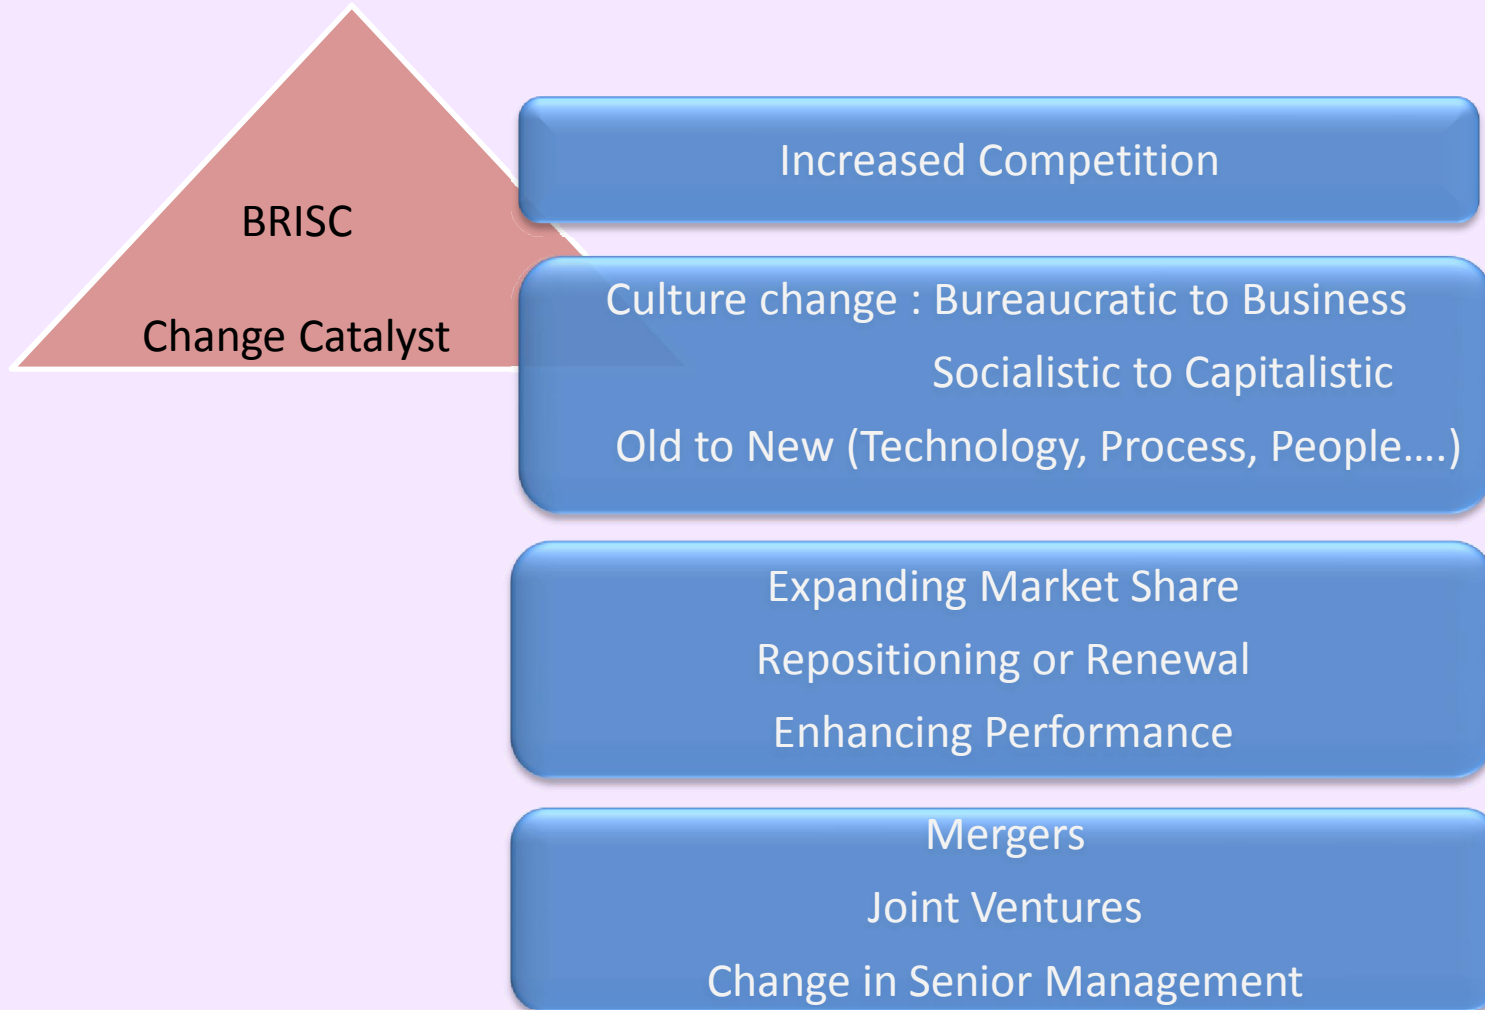 BRISC
Change Catalyst
Increased Competition
Culture change : Bureaucratic to Business
Socialistic to Capitalistic
Old to New (Technology, Process, People....)
Expanding Market Share
Repositioning or Renewal
Enhancing Performance
Mergers
Joint Ventures
Change in Senior Management